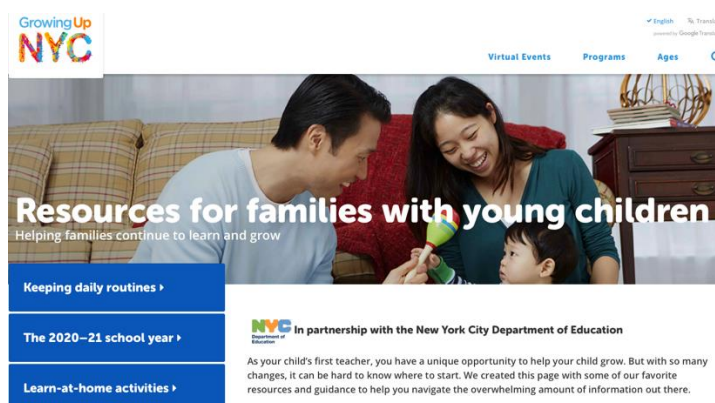 Growing Up
NYC
English
powered by Google
Virtual Events Programs Ages
Resources for families with young children
Helping families continue to learn and grow
Keeping daily routines
The 2020–21 school year
Learn-at-home activities
NYC
Department of
Education
In partnership with the New York City Department of Education
As your child's first teacher, you have a unique opportunity to help your child grow. But with so many
changes, it can be hard to know where to start. We created this page with some of our favorite
resources and guidance to help you navigate the overwhelming amount of information out there.